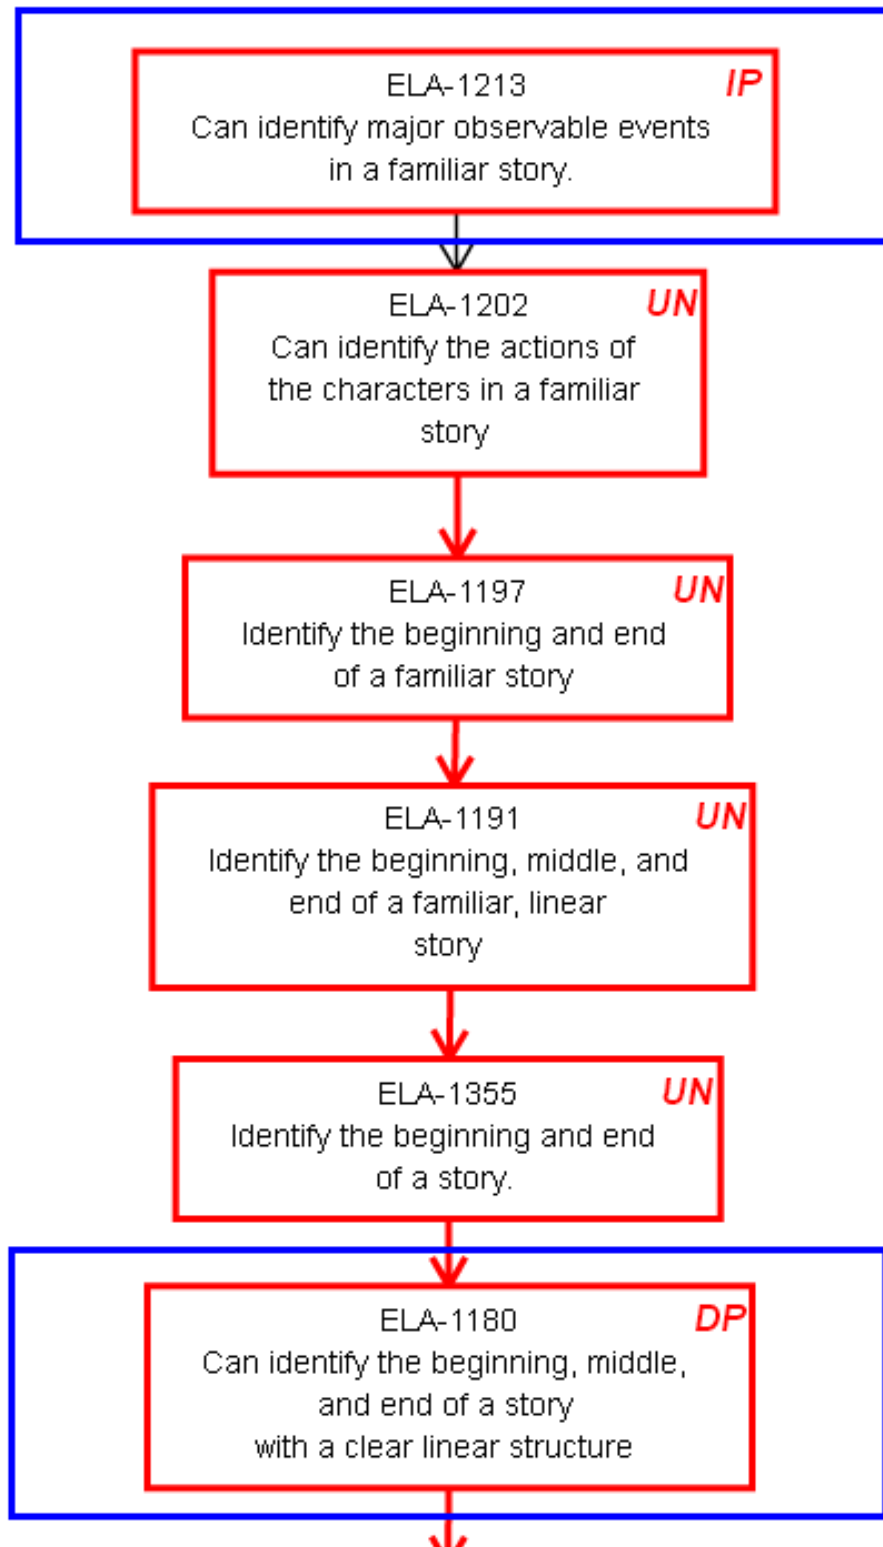 ELA-1213 IP
Can identify major observable events
in a familiar story.
ELA-1202 UN
Can identify the actions of
the characters in a familiar
story
ELA-1197 UN
Identify the beginning and end
of a familiar story
ELA-1191 UN
Identify the beginning, middle, and
end of a familiar, linear
story
ELA-1355 UN
Identify the beginning and end
of a story.
ELA-1180 DP
Can identify the beginning, middle,
and end of a story
with a clear linear structure